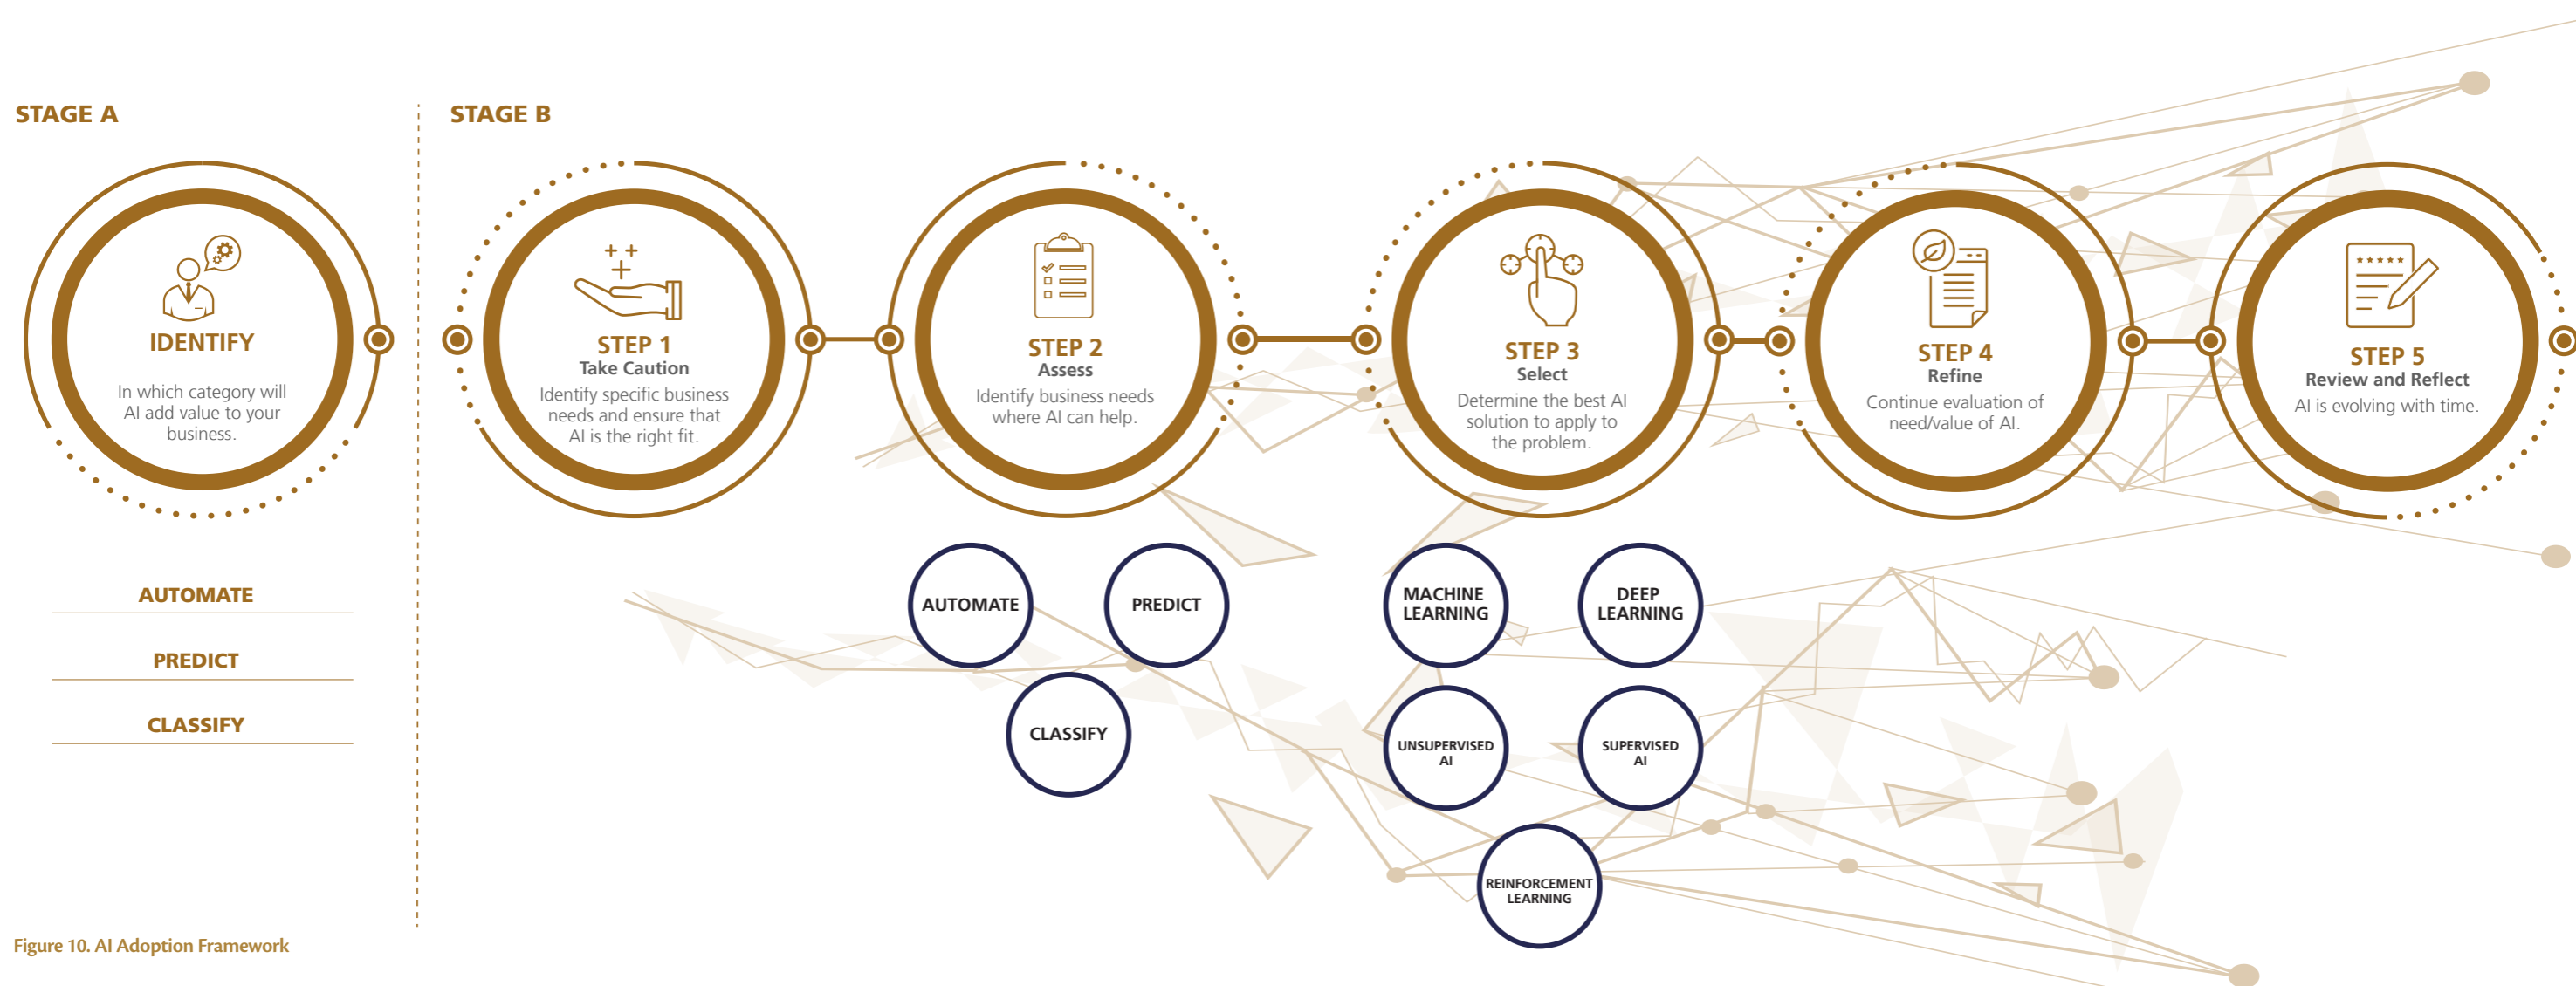 STAGE A
IDENTIFY
In which category will
AI add value to your
business.
AUTOMATE
PREDICT
CLASSIFY
STAGE B
STEP 1
Take Caution
Identify specific business
needs and ensure that
AI is the right fit.
STEP 2
Assess
Identify business needs
where AI can help.
AUTOMATE
PREDICT
CLASSIFY
STEP 3
Select
Determine the best AI
solution to apply to
the problem.
MACHINE
LEARNING
DEEP
LEARNING
UNSUPERVISED
AI
SUPERVISED
AI
REINFORCEMENT
LEARNING
STEP 4
Refine
Continue evaluation of
need/value of AI.
STEP 5
Review and Reflect
AI is evolving with time.
Figure 10. AI Adoption Framework